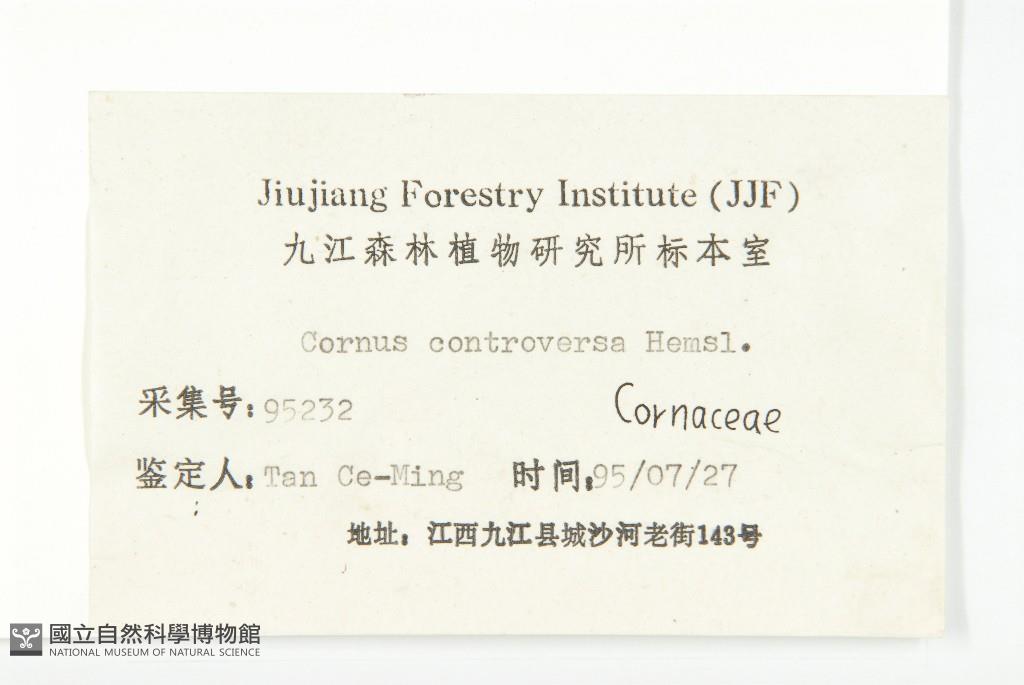 Jiujiang Forestry Institute (JJF)
九江森林植物研究所标本室
Cornus controversa Hemsl.
采集号:95232
Cornaceae
鉴定人:Tan Ce-Ming 时间:95/07/27
地址:江西九江县城沙河老街143号
國立自然科學博物館
NATIONAL MUSEUM OF NATURAL SCIENCE